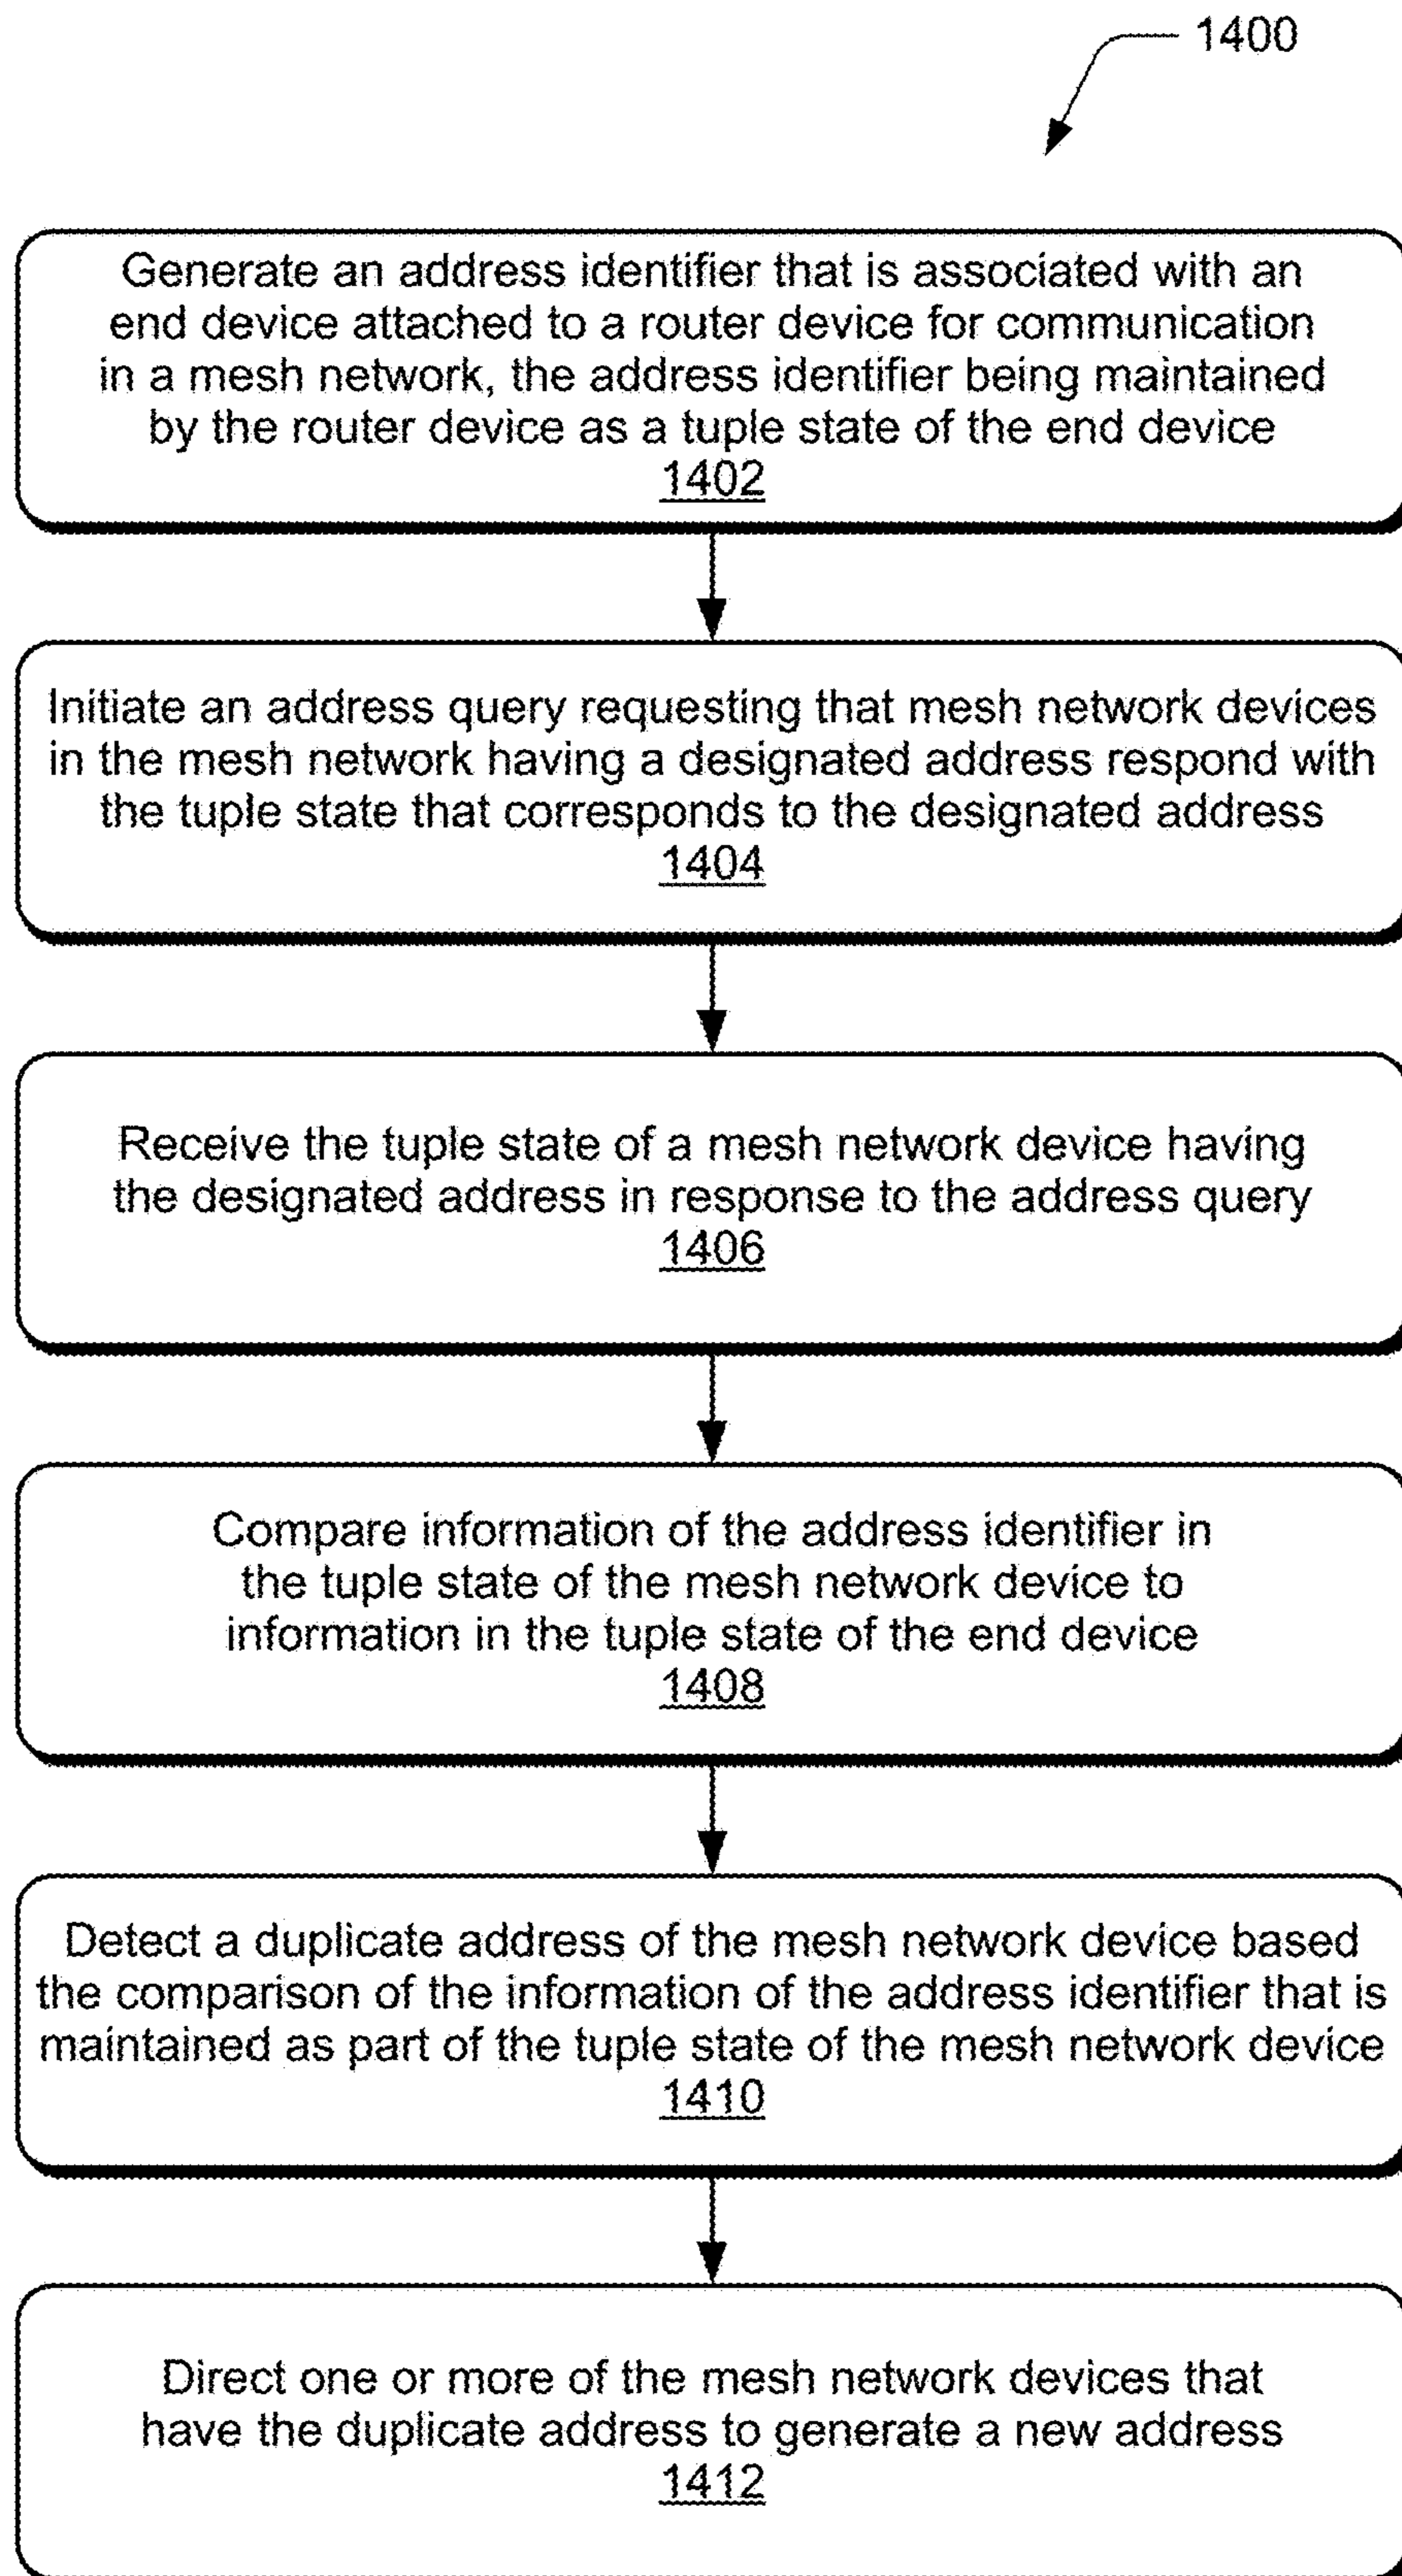 1400
Generate an address identifier that is associated with an
end device attached to a router device for communication
in a mesh network, the address identifier being maintained
by the router device as a tuple state of the end device
1402
Initiate an address query requesting that mesh network devices
in the mesh network having a designated address respond with
the tuple state that corresponds to the designated address
1404
Receive the tuple state of a mesh network device having
the designated address in response to the address query
1406
Compare information of the address identifier in
the tuple state of the mesh network device to
information in the tuple state of the end device
1408
Detect a duplicate address of the mesh network device based
the comparison of the information of the address identifier that is
maintained as part of the tuple state of the mesh network device
1410
Direct one or more of the mesh network devices that
have the duplicate address to generate a new address
1412